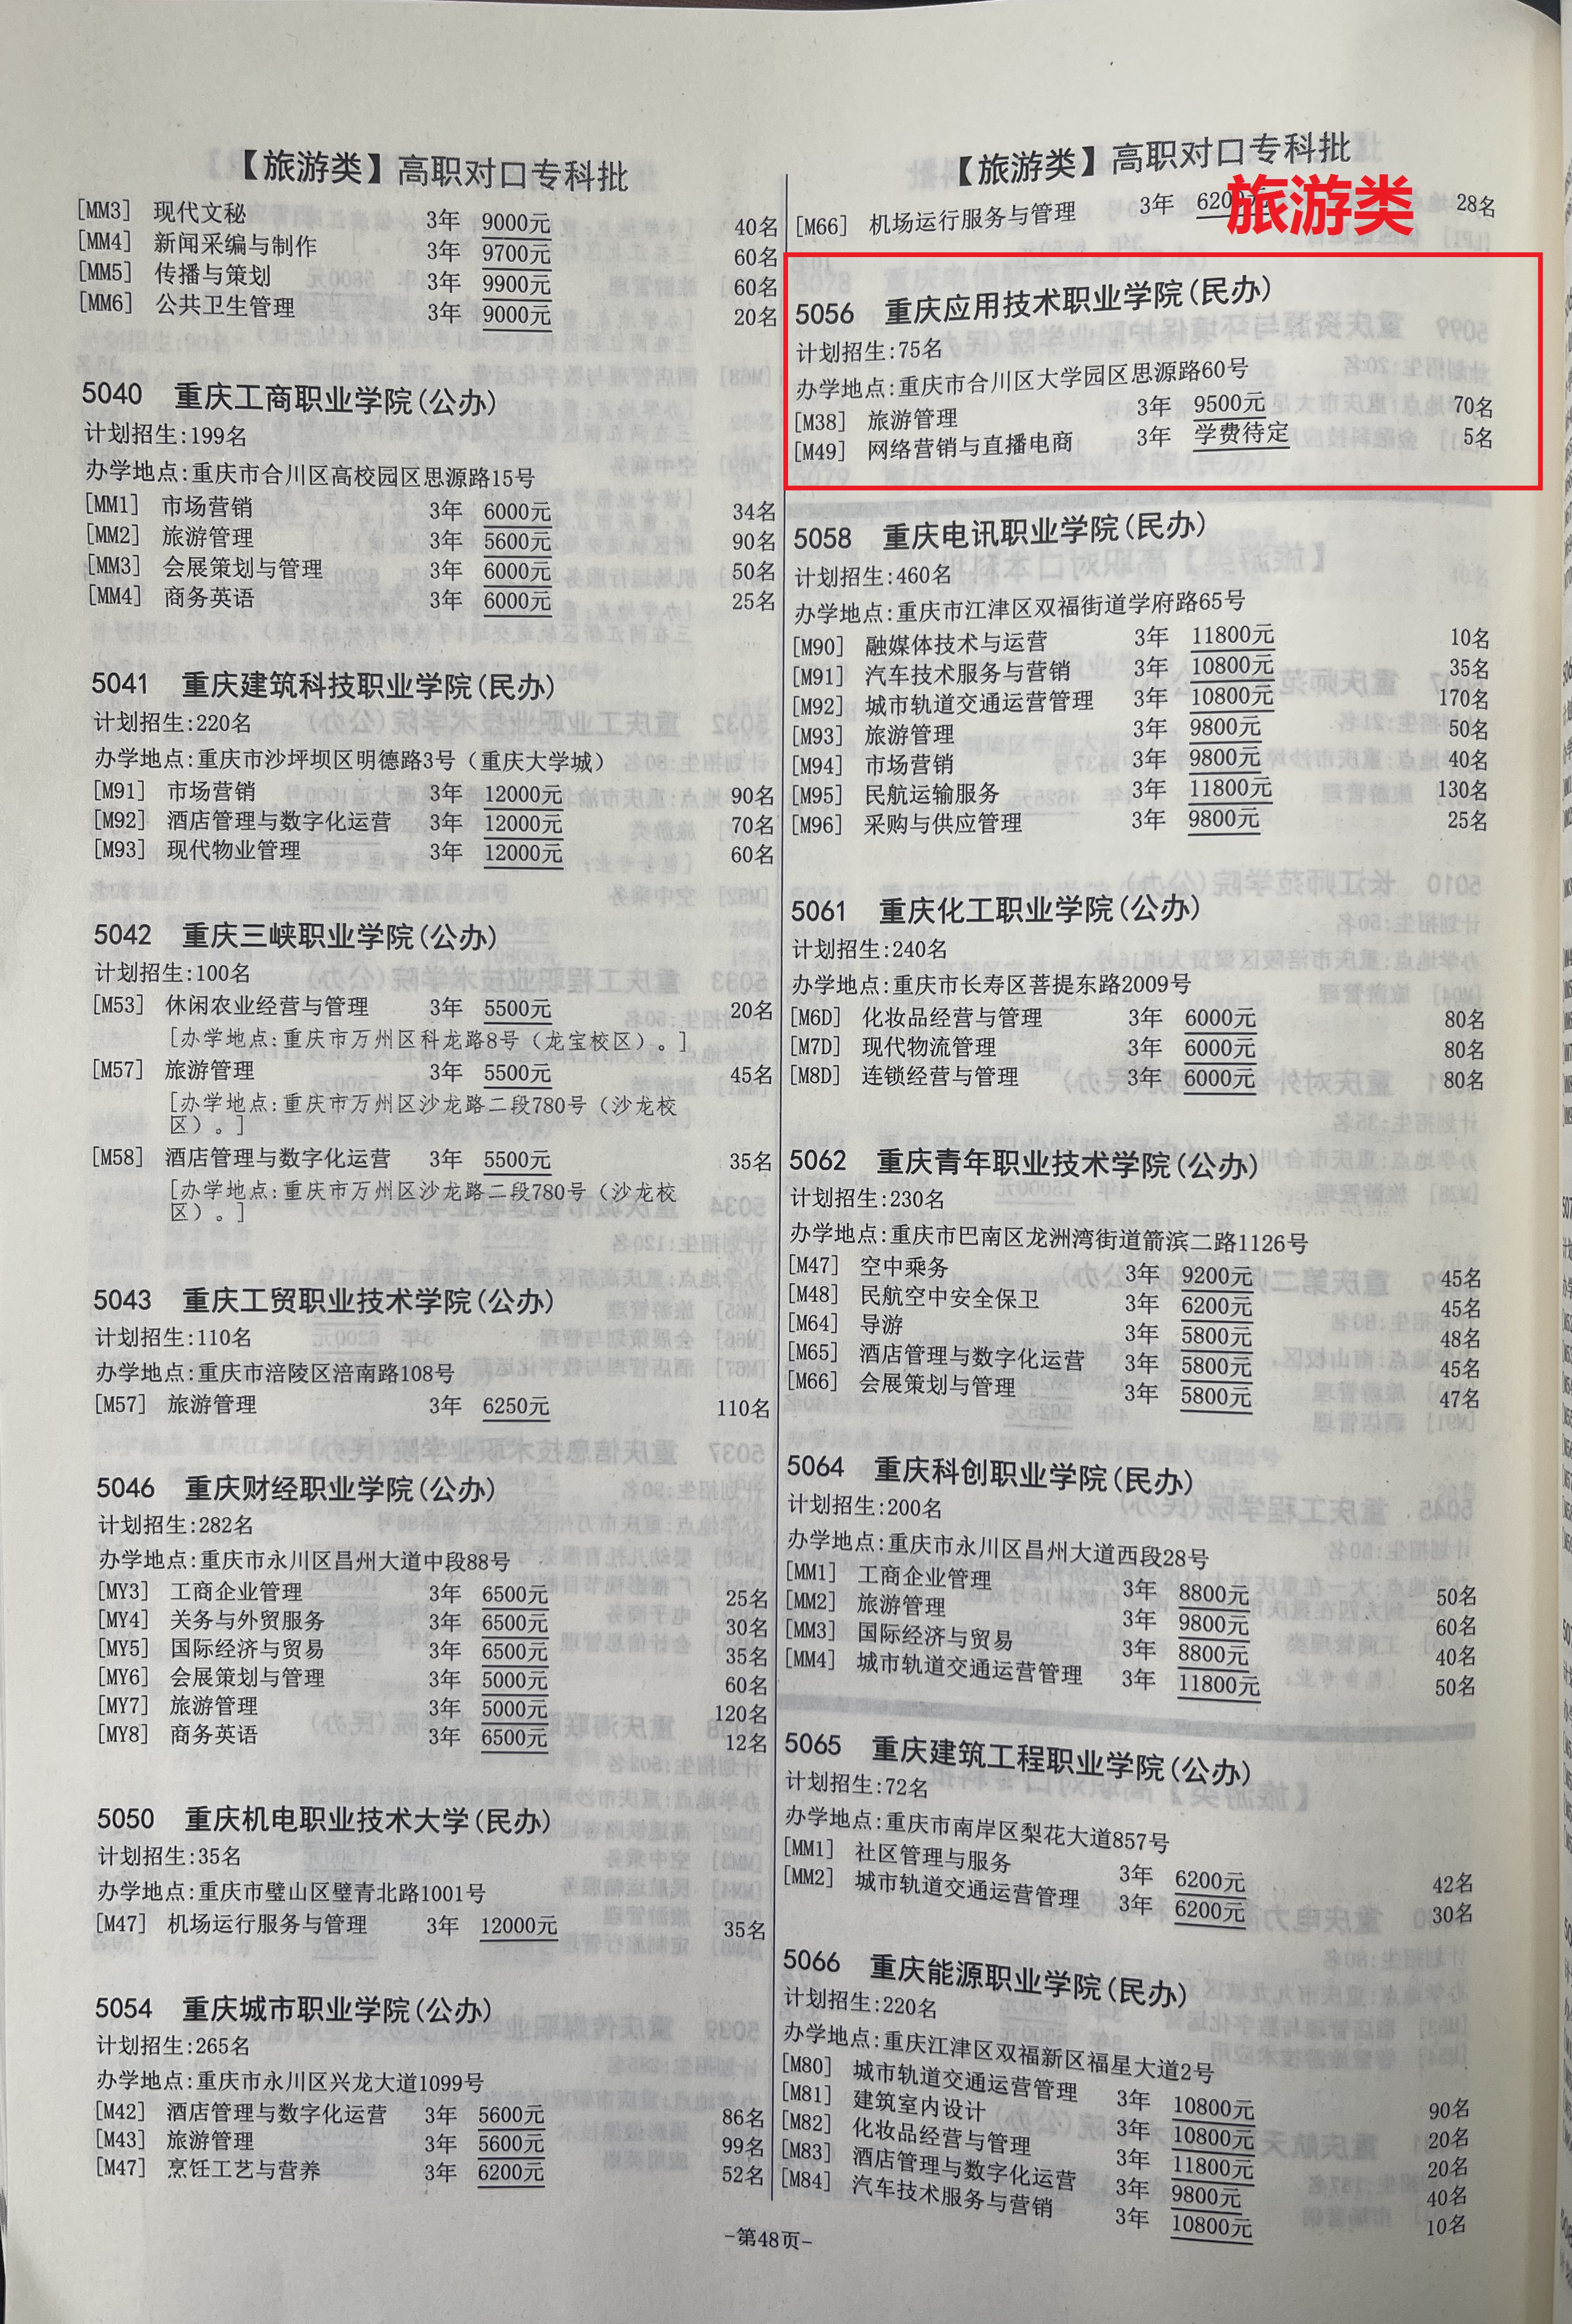 【旅游类】高职对口专科批
[MM3] 现代文秘 3年 9000元 40名
[MM4] 新闻采编与制作 3年 9700元 60名
[MM5] 传播与策划 3年 9900元 60名
[MM6] 公共卫生管理 3年 9000元 20名
5040 重庆工商职业学院(公办)
计划招生:199名
办学地点:重庆市合川区高校园区思源路15号
[MM1] 市场营销 3年 6000元 34名
[MM2] 旅游管理 3年 5600元 90名
[MM3] 会展策划与管理 3年 6000元 50名
[MM4] 商务英语 3年 6000元 25名
5041 重庆建筑科技职业学院(民办)
计划招生:220名
办学地点:重庆市沙坪坝区明德路3号（重庆大学城）
[M91] 市场营销 3年 12000元 90名
[M92] 酒店管理与数字化运营 3年 12000元 70名
[M93] 现代物业管理 3年 12000元 60名
5042 重庆三峡职业学院(公办)
计划招生:100名
[M53] 休闲农业经营与管理 3年 5500元 20名
[办学地点:重庆市万州区科龙路8号（龙宝校区）。]
[M57] 旅游管理 3年 5500元 45名
[办学地点:重庆市万州区沙龙路二段780号（沙龙校
区）。]
[M58] 酒店管理与数字化运营 3年 5500元 35名
[办学地点:重庆市万州区沙龙路二段780号（沙龙校
区）。]
5043 重庆工贸职业技术学院(公办)
计划招生:110名
办学地点:重庆市涪陵区涪南路108号
[M57] 旅游管理 3年 6250元 110名
5046 重庆财经职业学院(公办)
计划招生:282名
办学地点:重庆市永川区昌州大道中段88号
[MY3] 工商企业管理 3年 6500元 25名
[MY4] 关务与外贸服务 3年 6500元 30名
[MY5] 国际经济与贸易 3年 6500元 35名
[MY6] 会展策划与管理 3年 5000元 60名
[MY7] 旅游管理 3年 5000元 120名
[MY8] 商务英语 3年 6500元 12名
5050 重庆机电职业技术大学(民办)
计划招生:35名
办学地点:重庆市璧山区璧青北路1001号
[M47] 机场运行服务与管理 3年 12000元 35名
5054 重庆城市职业学院(公办)
计划招生:265名
办学地点:重庆市永川区兴龙大道1099号
[M42] 酒店管理与数字化运营 3年 5600元 86名
[M43] 旅游管理 3年 5600元 99名
[M47] 烹饪工艺与营养 3年 6200元 52名
【旅游类】高职对口专科批
旅游类
[M66] 机场运行服务与管理 3年 6200元 28名
5056 重庆应用技术职业学院(民办)
计划招生:75名
办学地点:重庆市合川区大学园区思源路60号
[M38] 旅游管理 3年 9500元 70名
[M49] 网络营销与直播电商 3年 学费待定 5名
5058 重庆电讯职业学院(民办)
计划招生:460名
办学地点:重庆市江津区双福街道学府路65号
[M90] 融媒体技术与运营 3年 11800元 10名
[M91] 汽车技术服务与营销 3年 10800元 35名
[M92] 城市轨道交通运营管理 3年 10800元 170名
[M93] 旅游管理 3年 9800元 50名
[M94] 市场营销 3年 9800元 40名
[M95] 民航运输服务 3年 11800元 130名
[M96] 采购与供应管理 3年 9800元 25名
5061 重庆化工职业学院(公办)
计划招生:240名
办学地点:重庆市长寿区菩提东路2009号
[M6D] 化妆品经营与管理 3年 6000元 80名
[M7D] 现代物流管理 3年 6000元 80名
[M8D] 连锁经营与管理 3年 6000元 80名
5062 重庆青年职业技术学院(公办)
计划招生:230名
办学地点:重庆市巴南区龙洲湾街道箭滨二路1126号
[M47] 空中乘务 3年 9200元 45名
[M48] 民航空中安全保卫 3年 6200元 45名
[M64] 导游 3年 5800元 48名
[M65] 酒店管理与数字化运营 3年 5800元 45名
[M66] 会展策划与管理 3年 5800元 47名
5064 重庆科创职业学院(民办)
计划招生:200名
办学地点:重庆市永川区昌州大道西段28号
[MM1] 工商企业管理 3年 8800元 50名
[MM2] 旅游管理 3年 9800元 60名
[MM3] 国际经济与贸易 3年 8800元 40名
[MM4] 城市轨道交通运营管理 3年 11800元 50名
5065 重庆建筑工程职业学院(公办)
计划招生:72名
办学地点:重庆市南岸区梨花大道857号
[MM1] 社区管理与服务 3年 6200元 42名
[MM2] 城市轨道交通运营管理 3年 6200元 30名
5066 重庆能源职业学院(民办)
计划招生:220名
办学地点:重庆江津区双福新区福星大道2号
[M80] 城市轨道交通运营管理 3年 10800元 90名
[M81] 建筑室内设计 3年 10800元 20名
[M82] 化妆品经营与管理 3年 11800元 20名
[M83] 酒店管理与数字化运营 3年 9800元 40名
[M84] 汽车技术服务与营销 3年 10800元 10名
-第48页-